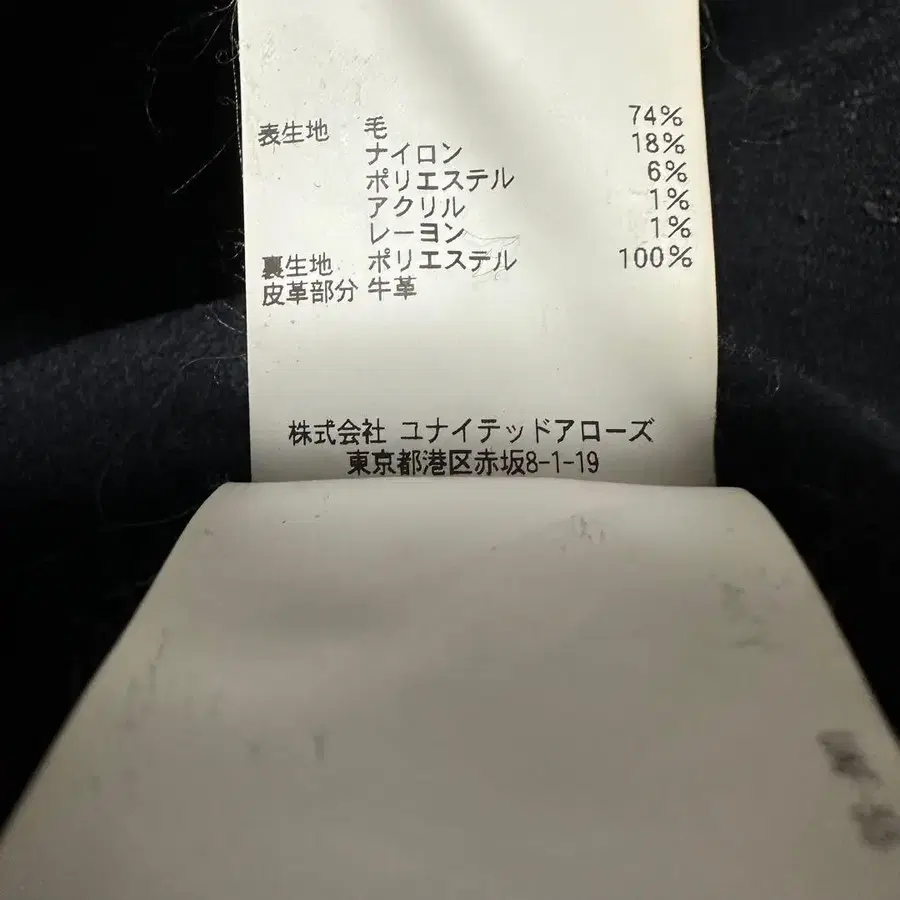 表生地 毛 74%
ナイロン 18%
ポリエステル 6%
アクリル 1%
レーヨン 1%
裏生地 ポリエステル 100%
皮革部分 牛革
株式会社 ユナイテッドアローズ
東京都港区赤坂8-1-19